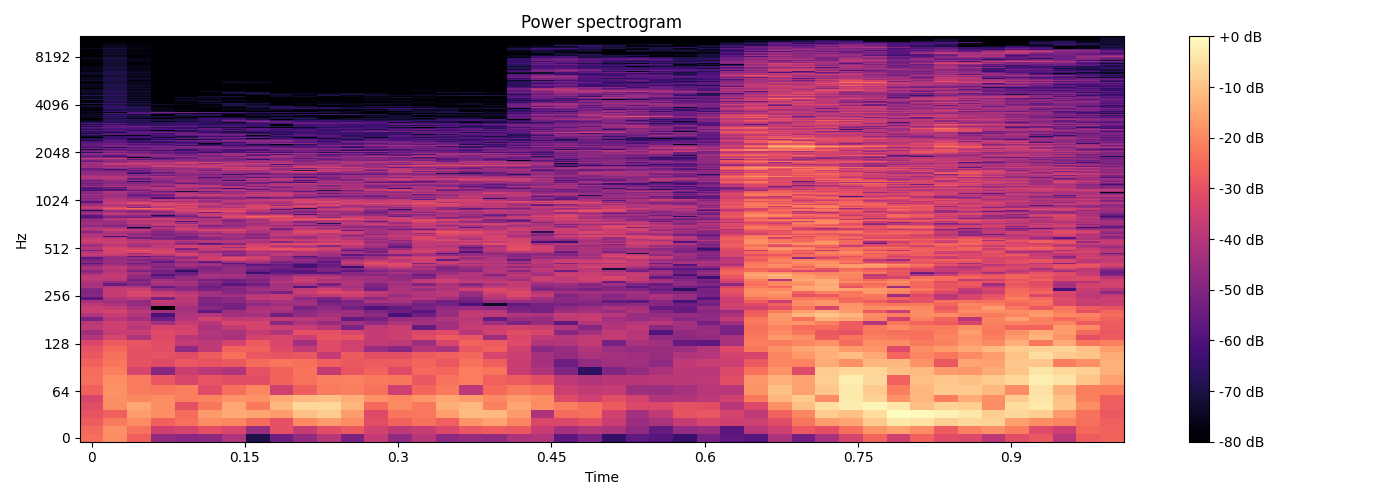 Power spectrogram
Hz
8192
4096
2048
1024
512
256
128
64
0
0 0.15 0.3 0.45 0.6 0.75 0.9
Time
+0 dB
-10 dB
-20 dB
-30 dB
-40 dB
-50 dB
-60 dB
-70 dB
-80 dB